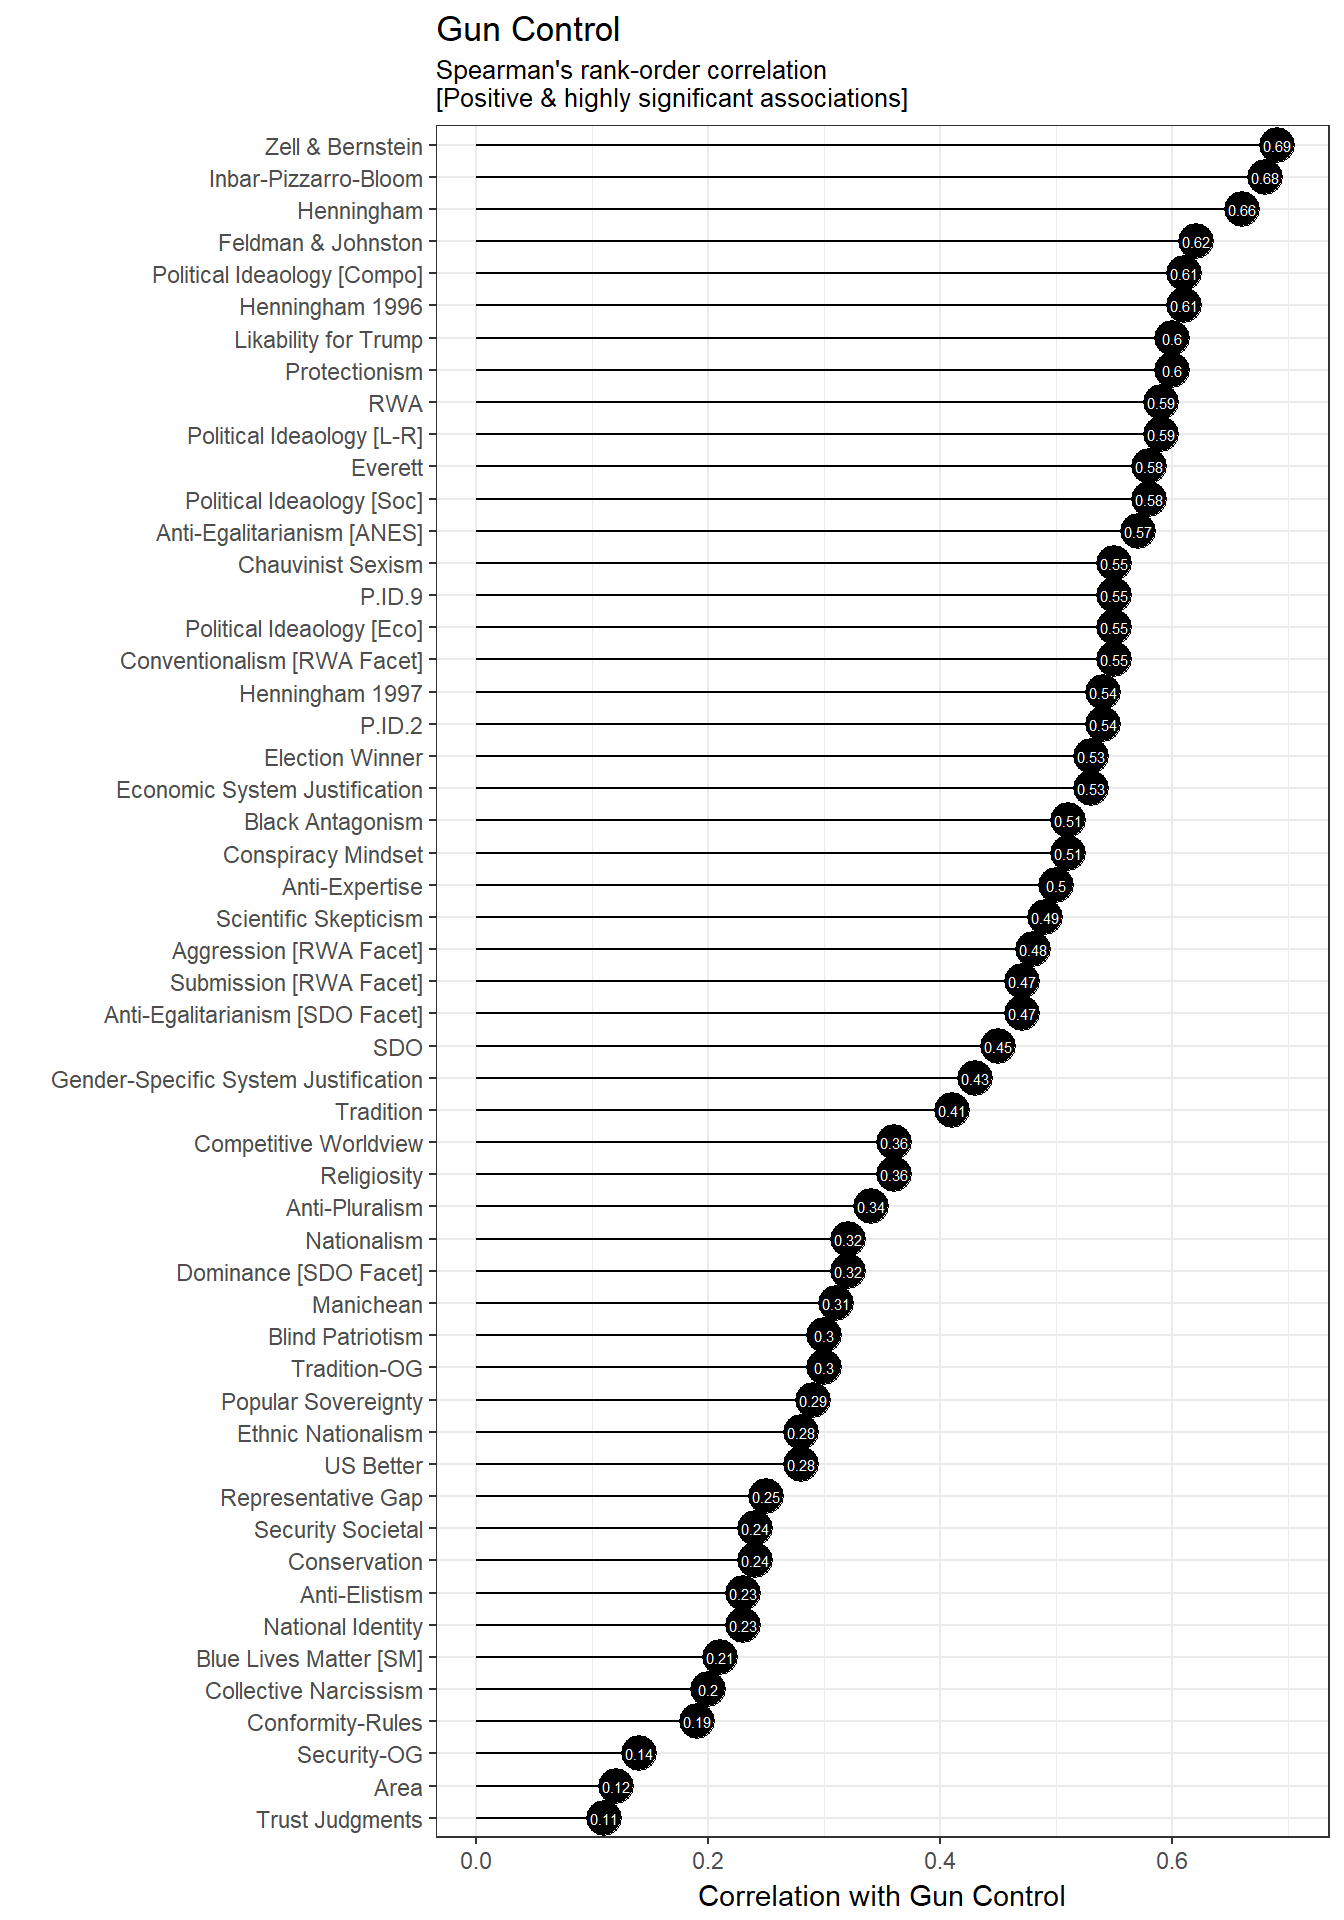 Gun Control
Spearman's rank-order correlation
[Positive & highly significant associations]
Zell & Bernstein 0.69
Inbar-Pizzarro-Bloom 0.68
Henningham 0.66
Feldman & Johnston 0.62
Political Ideaology [Compo] 0.61
Henningham 1996 0.61
Likability for Trump 0.6
Protectionism 0.6
RWA 0.59
Political Ideaology [L-R] 0.59
Everett 0.58
Political Ideaology [Soc] 0.58
Anti-Egalitarianism [ANES] 0.57
Chauvinist Sexism 0.55
P.ID.9 0.55
Political Ideaology [Eco] 0.55
Conventionalism [RWA Facet] 0.55
Henningham 1997 0.54
P.ID.2 0.54
Election Winner 0.53
Economic System Justification 0.53
Black Antagonism 0.51
Conspiracy Mindset 0.51
Anti-Expertise 0.5
Scientific Skepticism 0.49
Aggression [RWA Facet] 0.48
Submission [RWA Facet] 0.47
Anti-Egalitarianism [SDO Facet] 0.47
SDO 0.45
Gender-Specific System Justification 0.43
Tradition 0.41
Competitive Worldview 0.36
Religiosity 0.36
Anti-Pluralism 0.34
Nationalism 0.32
Dominance [SDO Facet] 0.32
Manichean 0.31
Blind Patriotism 0.3
Tradition-OG 0.3
Popular Sovereignty 0.29
Ethnic Nationalism 0.28
US Better 0.28
Representative Gap 0.25
Security Societal 0.24
Conservation 0.24
Anti-Elistism 0.23
National Identity 0.23
Blue Lives Matter [SM] 0.21
Collective Narcissism 0.2
Conformity-Rules 0.19
Security-OG 0.14
Area 0.12
Trust Judgments 0.11
0.0 0.2 0.4 0.6
Correlation with Gun Control